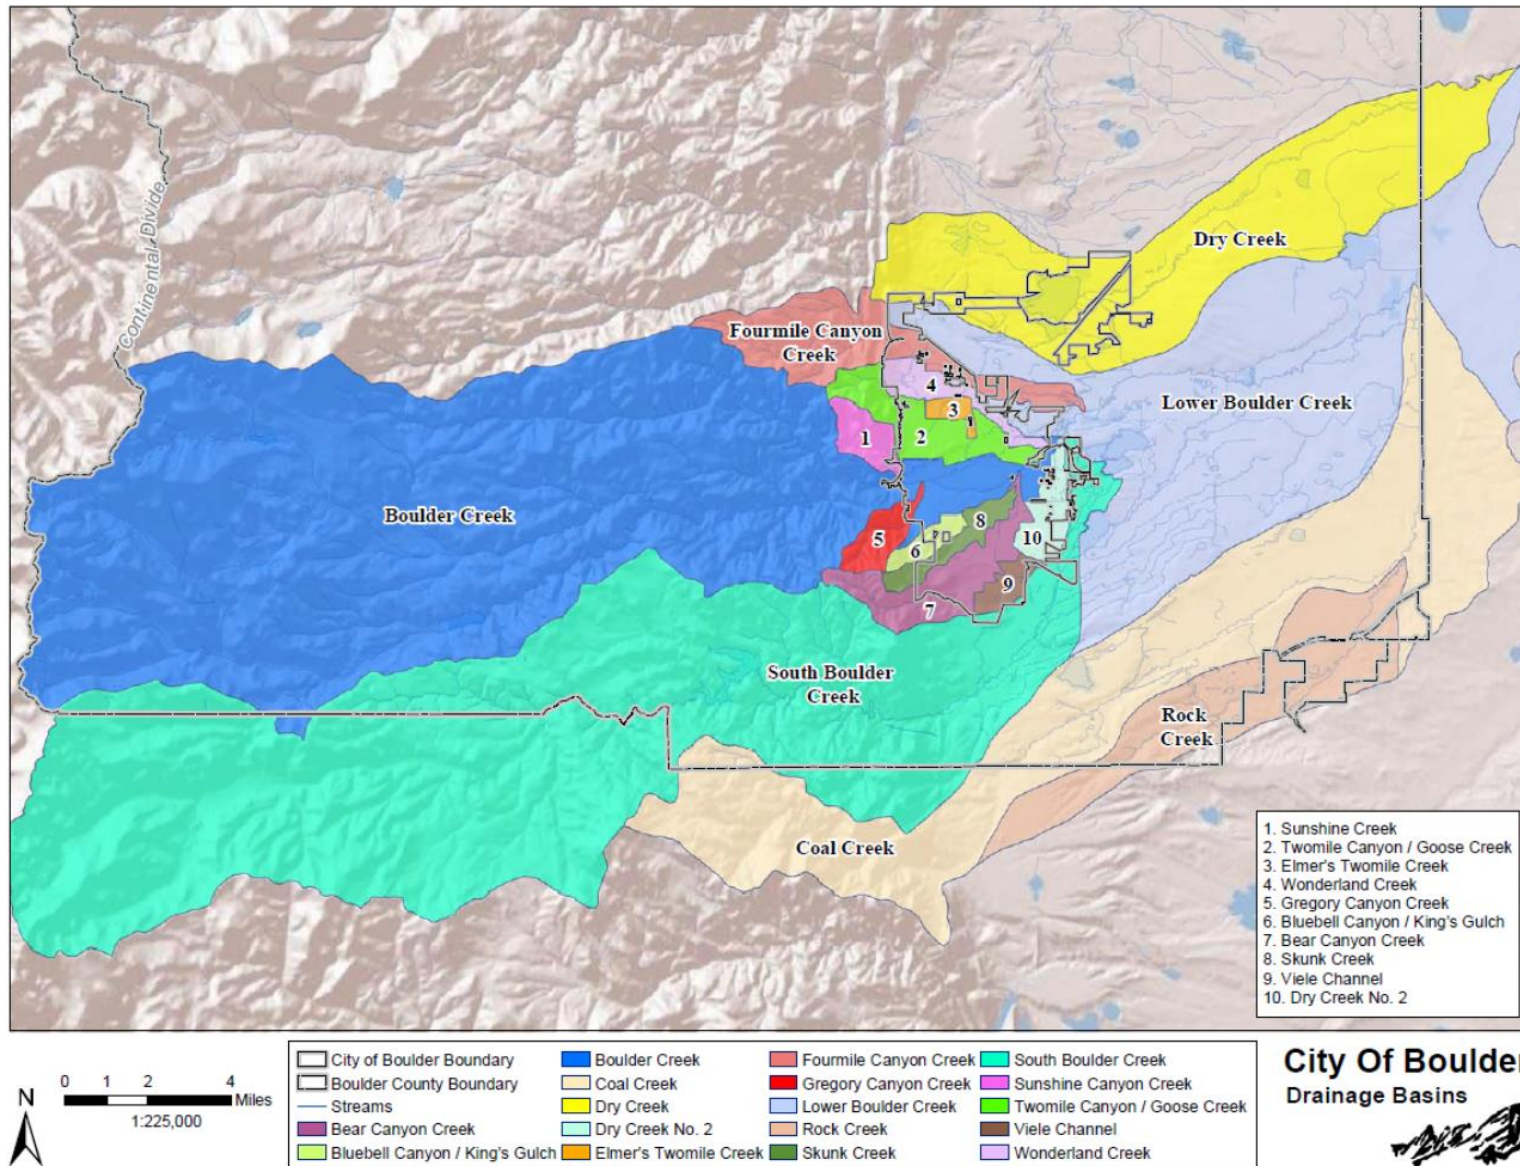 Continental Divide
Dry Creek
Fourmile Canyon
Creek
4
3
Lower Boulder Creek
1
2
Boulder Creek
8
5
6
10
9
7
South Boulder
Creek
Rock
Creek
Coal Creek
1. Sunshine Creek
2. Twomile Canyon / Goose Creek
3. Elmer's Twomile Creek
4. Wonderland Creek
5. Gregory Canyon Creek
6. Bluebell Canyon / King's Gulch
7. Bear Canyon Creek
8. Skunk Creek
9. Viele Channel
10. Dry Creek No. 2
N
0 1 2 4
Miles
1:225,000
City of Boulder Boundary
Boulder County Boundary
Streams
Bear Canyon Creek
Bluebell Canyon / King's Gulch
Boulder Creek
Coal Creek
Dry Creek
Dry Creek No. 2
Elmer's Twomile Creek
Fourmile Canyon Creek
Gregory Canyon Creek
Lower Boulder Creek
Rock Creek
Skunk Creek
South Boulder Creek
Sunshine Canyon Creek
Twomile Canyon / Goose Creek
Viele Channel
Wonderland Creek
City Of Boulder
Drainage Basins